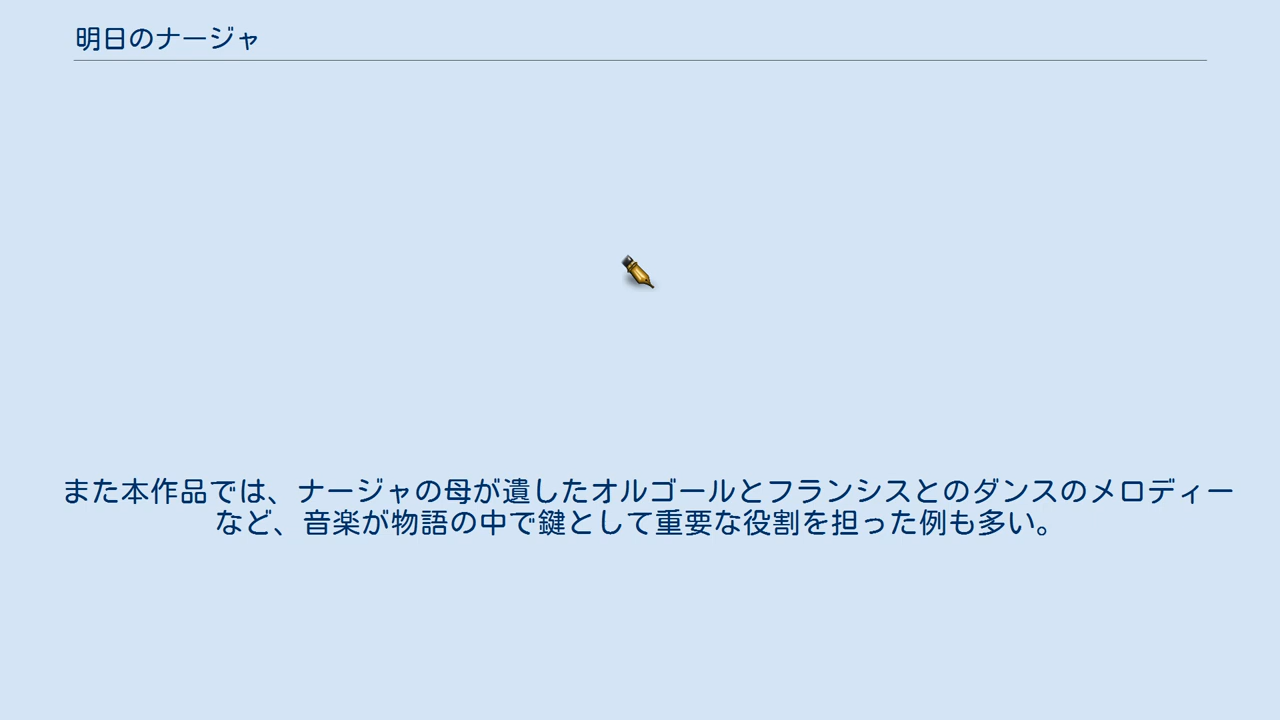 明日のナージャ
また本作品では、ナージャの母が遺したオルゴールとフランシスとのダンスのメロディー
など、音楽が物語の中で鍵として重要な役割を担った例も多い。